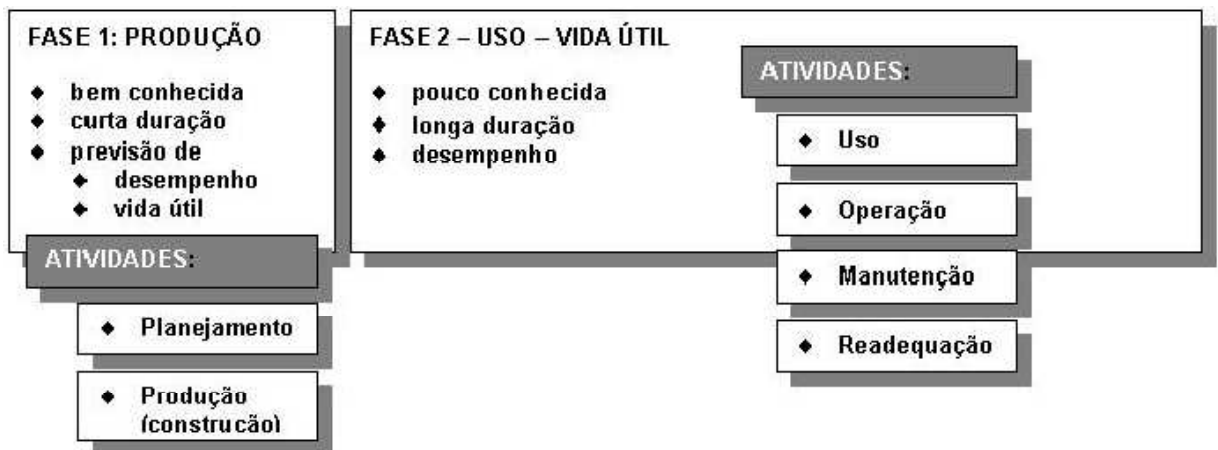 FASE 1: PRODUÇÃO
◆ bem conhecida
◆ curta duração
◆ previsão de
◆ desempenho
◆ vida útil
ATIVIDADES:
◆ Planejamento
◆ Produção
(construção)
FASE 2 – USO – VIDA ÚTIL
◆ pouco conhecida
◆ longa duração
◆ desempenho
ATIVIDADES:
◆ Uso
◆ Operação
◆ Manutenção
◆ Readequação